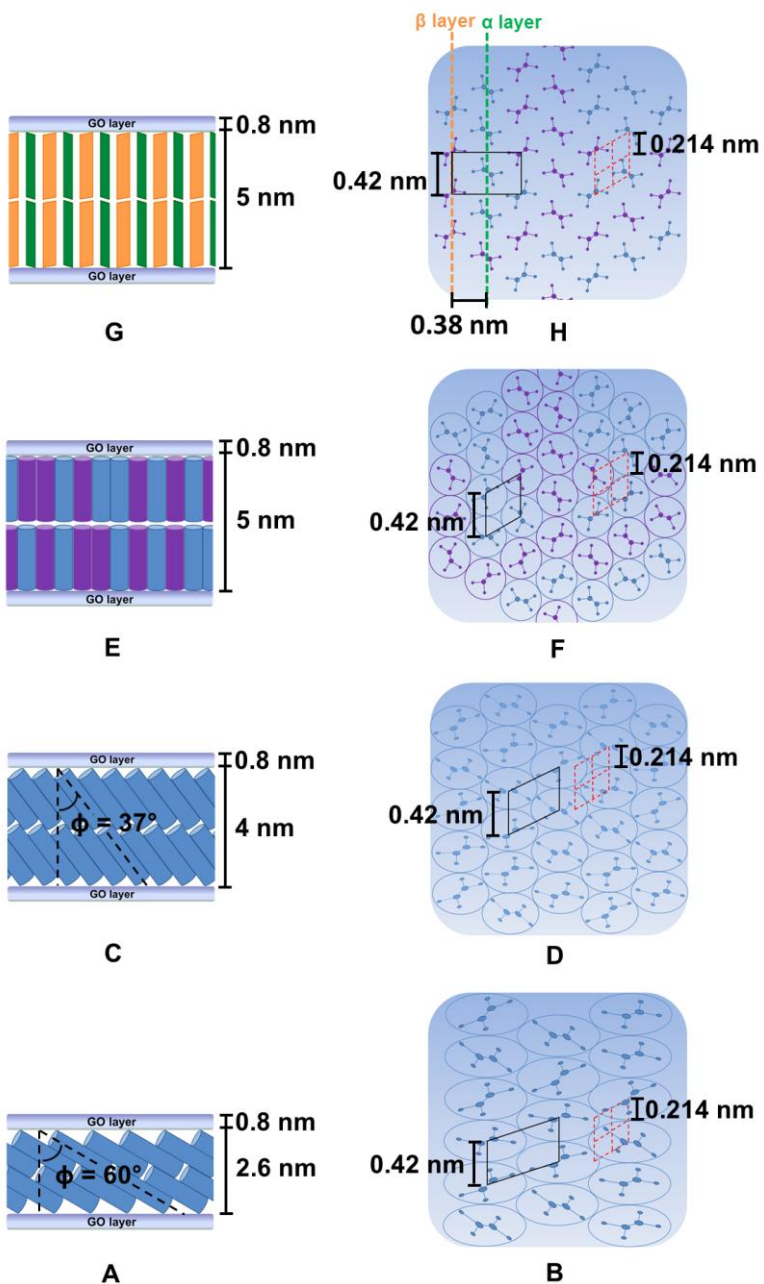 β layer α layer
GO layer
0.8 nm
5 nm
GO layer
G
0.42 nm
0.214 nm
0.38 nm
H
GO layer
0.8 nm
5 nm
GO layer
E
0.42 nm
0.214 nm
F
GO layer
0.8 nm
ϕ = 37°
4 nm
GO layer
C
0.42 nm
0.214 nm
D
GO layer
0.8 nm
ϕ = 60°
2.6 nm
GO layer
A
0.42 nm
0.214 nm
B